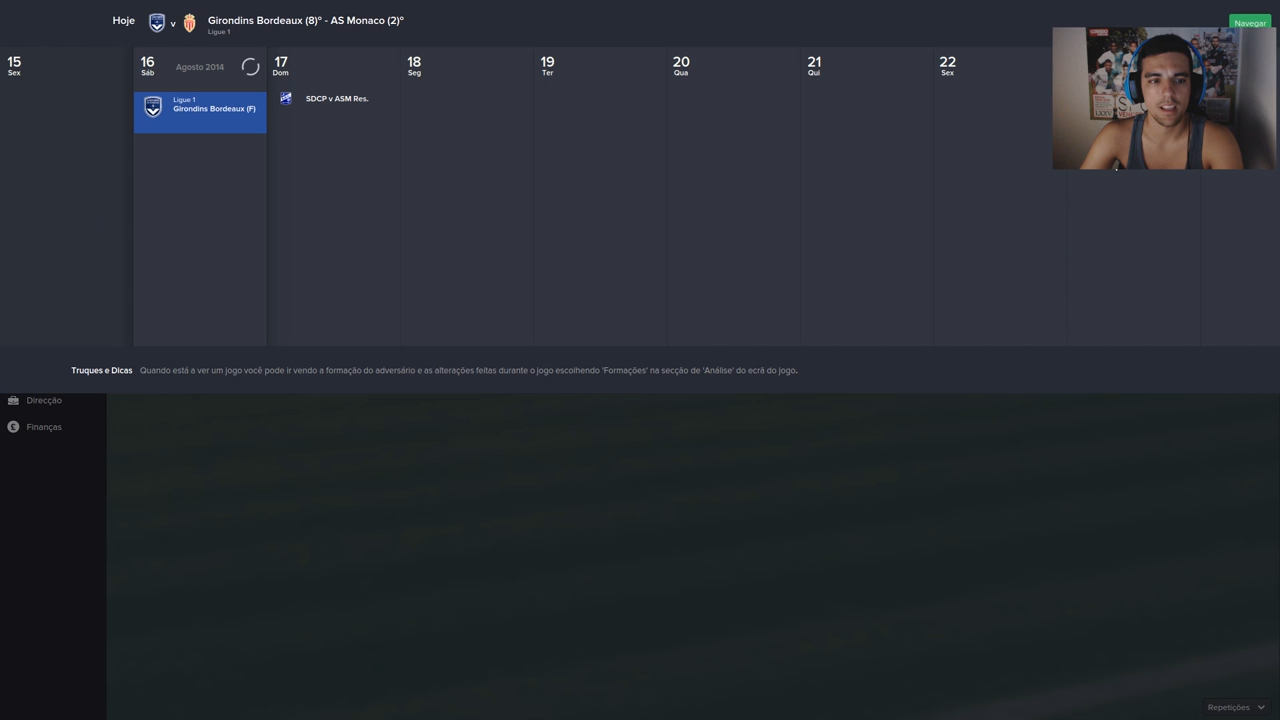 Hoje
v
Girondins Bordeaux (8)º - AS Monaco (2)º
Ligue 1
Navegar
15
Sex
16
Sáb
Agosto 2014
17
Dom
18
Seg
19
Ter
20
Qua
21
Qui
22
Sex
Ligue 1
Girondins Bordeaux (F)
SDCP v ASM Res.
Truques e Dicas
Quando está a ver um jogo você pode ir vendo a formação do adversário e as alterações feitas durante o jogo escolhendo 'Formações' na secção de 'Análise' do ecrã do jogo.
Direcção
Finanças
Repetições